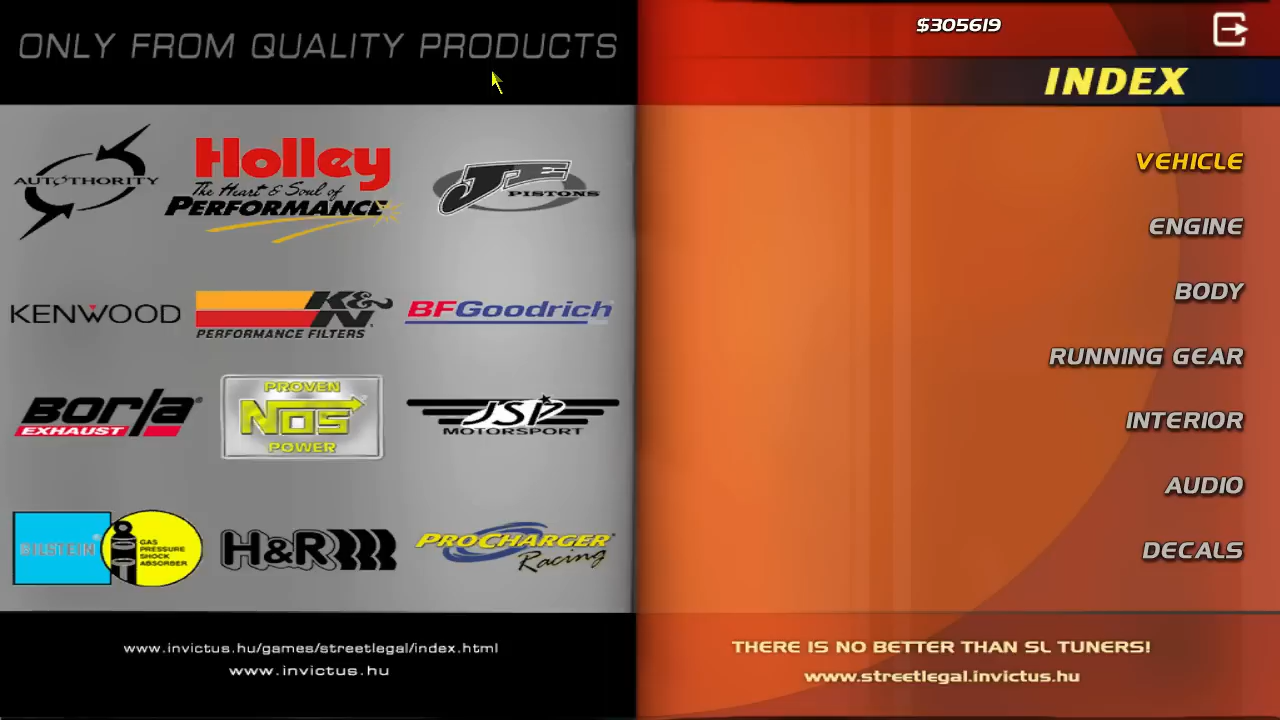 ONLY FROM QUALITY PRODUCTS
AUTOTHORITY
Holley
The Heart & Soul of
PERFORMANCE
JE
PISTONS
KENWOOD
K&N
PERFORMANCE FILTERS
BFGoodrich
Borla
EXHAUST
PROVEN
NOS
POWER
JSP
MOTORSPORT
BILSTEIN
GAS
PRESSURE
SHOCK
ABSORBER
H&R
PROCHARGER
Racing
www.invictus.hu/games/streetlegal/index.html
www.invictus.hu
$305619
INDEX
VEHICLE
ENGINE
BODY
RUNNING GEAR
INTERIOR
AUDIO
DECALS
THERE IS NO BETTER THAN SL TUNERS!
www.streetlegal.invictus.hu